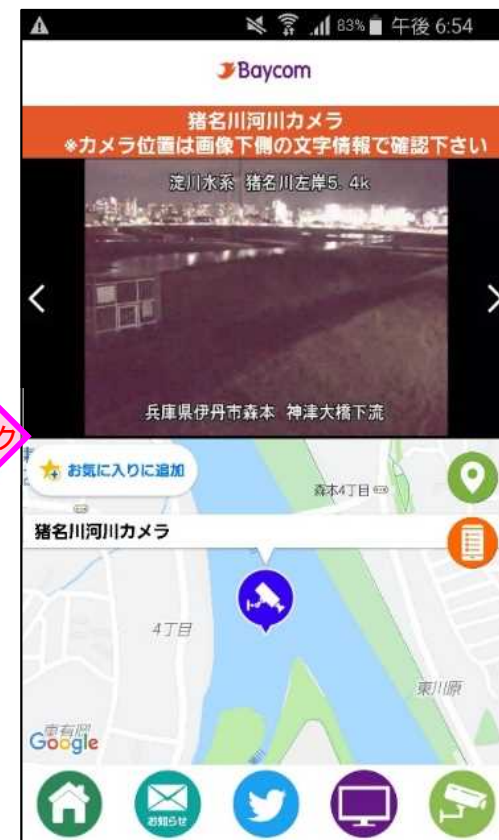 83% 午後 6:54
Baycom
猪名川河川カメラ
※カメラ位置は画像下側の文字情報で確認下さい
淀川水系 猪名川左岸5. 4k
兵庫県伊丹市森本 神津大橋下流
ク
お気に入りに追加
森本4丁目
猪名川河川カメラ
4丁目
東川原
Google
お知らせ